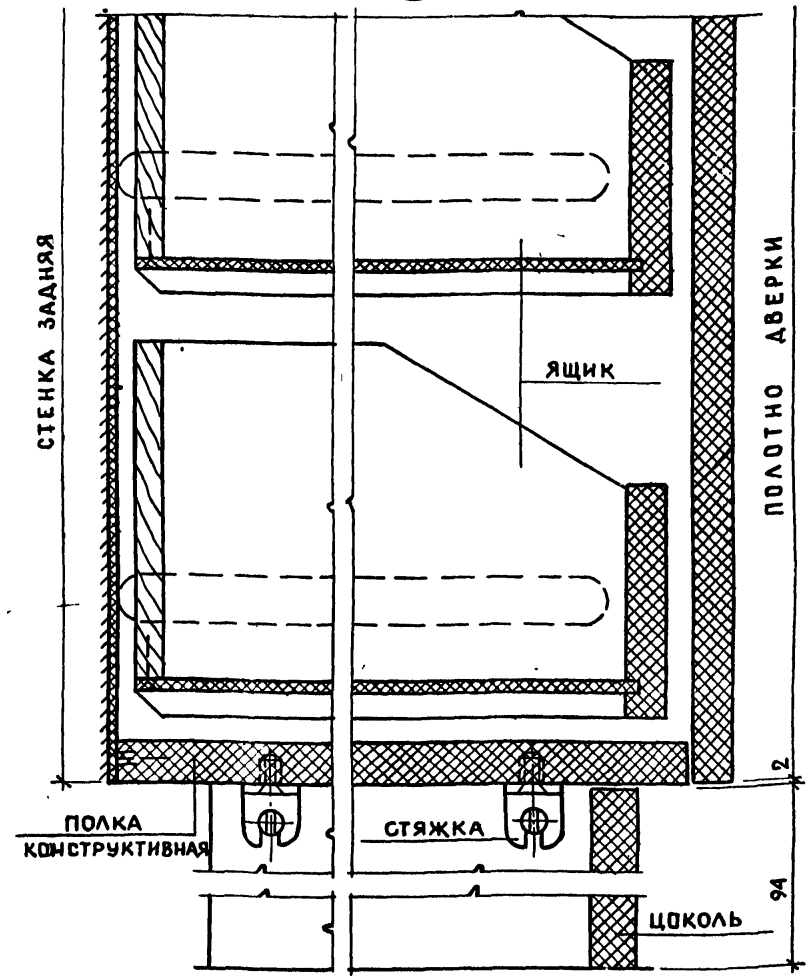 СТЕНКА ЗАДНЯЯ
ПОЛОТНО ДВЕРКИ
ЯЩИК
2
ПОЛКА
КОНСТРУКТИВНАЯ
СТЯЖКА
94
ЦОКОЛЬ